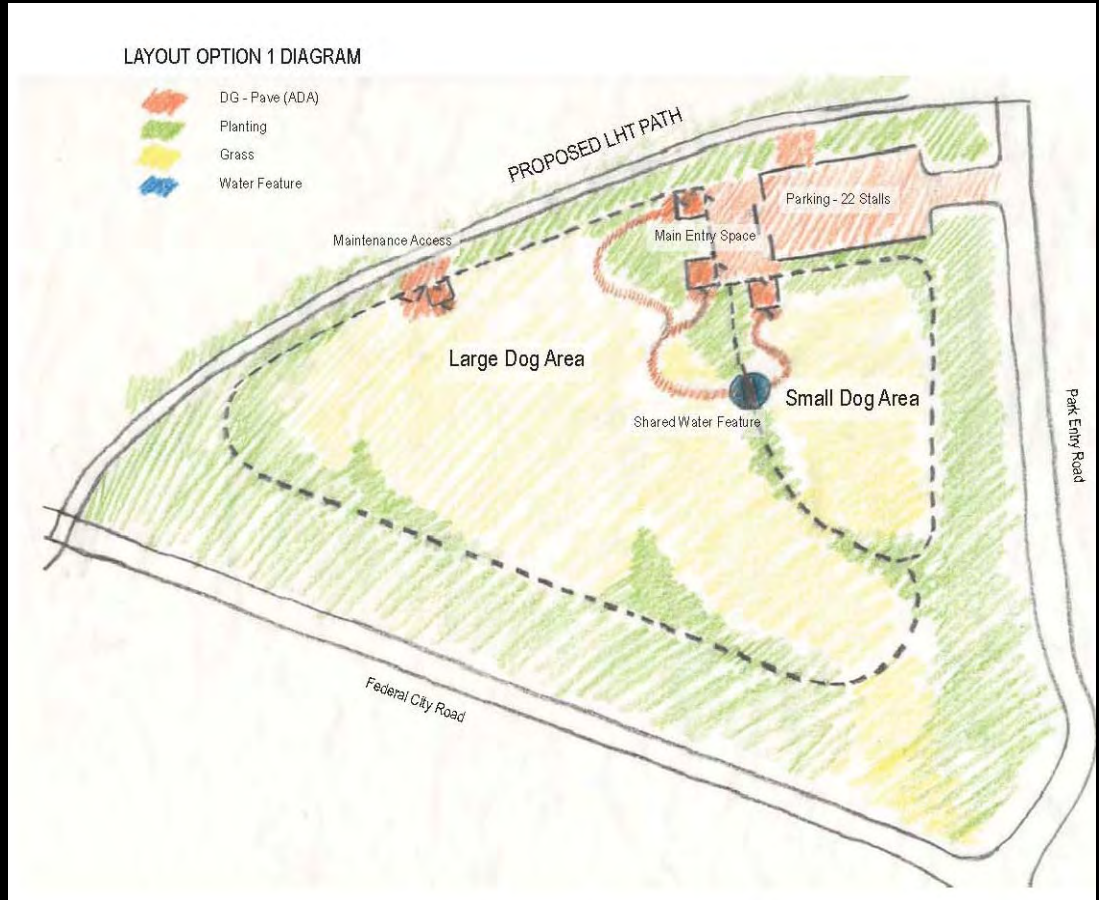 LAYOUT OPTION 1 DIAGRAM
DG - Pave (ADA)
Planting
Grass
Water Feature
PROPOSED LHT PATH
Parking - 22 Stalls
Main Entry Space
Maintenance Access
Large Dog Area
Small Dog Area
Shared Water Feature
Park Entry Road
Federal City Road